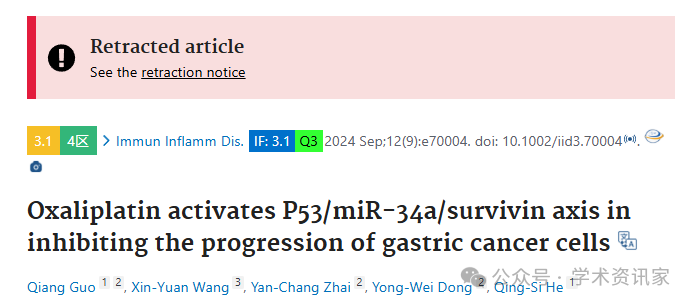 Retracted article
See the retraction notice
3.1 4区 Immun Inflamm Dis. IF: 3.1 Q3 2024 Sep;12(9):e70004. doi: 10.1002/iid3.70004.
Oxaliplatin activates P53/miR-34a/survivin axis in
inhibiting the progression of gastric cancer cells
Qiang Guo 1 2, Xin-Yuan Wang 3, Yan-Chang Zhai 2, Yong-Wei Dong 2, Qing-Si He 1
公众号 · 学术资讯家